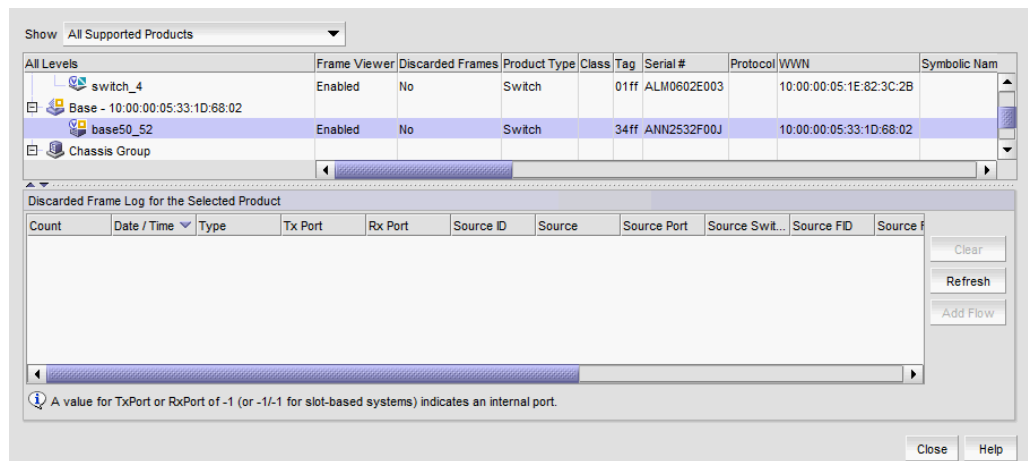 Show All Supported Products
All Levels Frame Viewer Discarded Frames Product Type Class Tag Serial # Protocol WWN Symbolic Nam
switch_4 Enabled No Switch 01ff ALM0602E003 10:00:00:05:1E:82:3C:2B
Base - 10:00:00:05:33:1D:68:02
base50_52 Enabled No Switch 34ff ANN2532F00J 10:00:00:05:33:1D:68:02
Chassis Group
Discarded Frame Log for the Selected Product
Count Date / Time Type Tx Port Rx Port Source ID Source Source Port Source Swit... Source FID Source F
Clear
Refresh
Add Flow
A value for TxPort or RxPort of -1 (or -1/-1 for slot-based systems) indicates an internal port.
Close Help